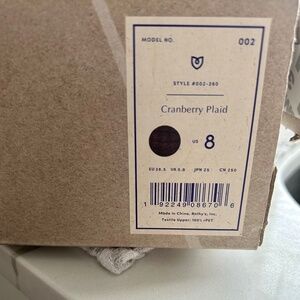 MODEL NO. 002
STYLE #002-260
Cranberry Plaid
US 8
EU 38.5 UK 5.5 JPN 25 CN 250
1 92249 08670 6
Made in China. Rothy's, Inc.
Textile Upper: 100% rPET